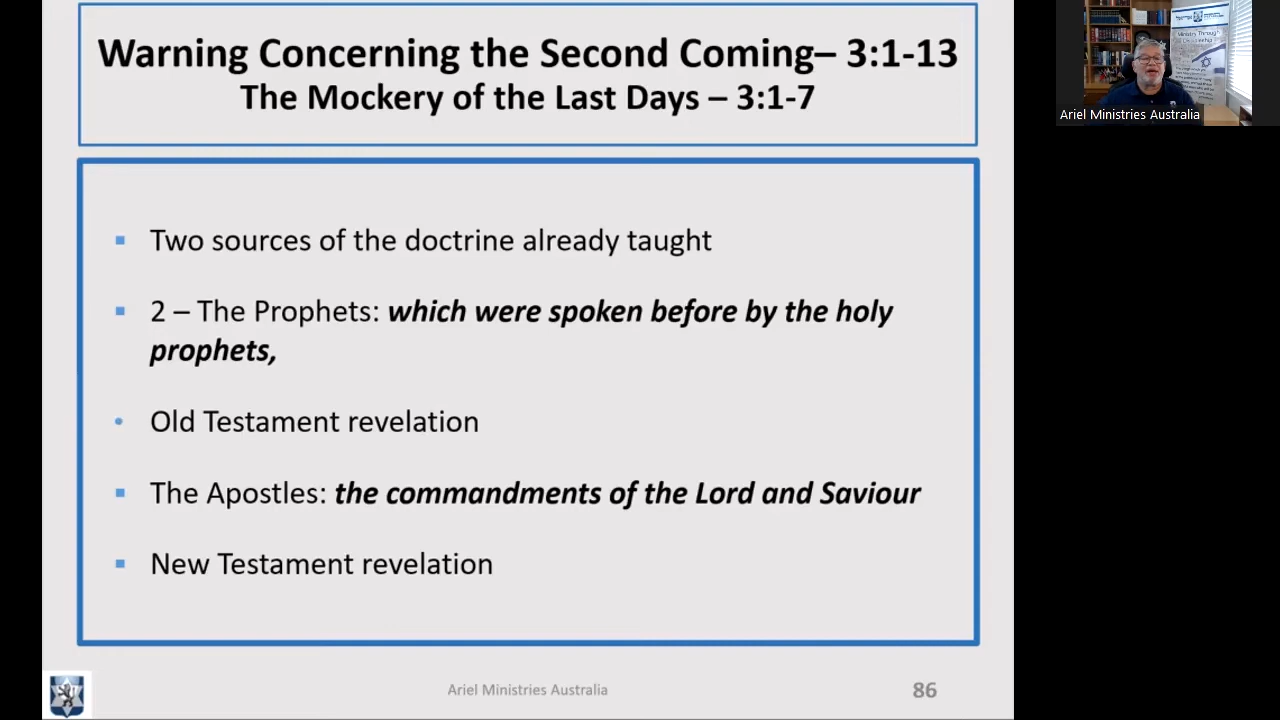 Warning Concerning the Second Coming– 3:1-13
The Mockery of the Last Days – 3:1-7
Two sources of the doctrine already taught
2 – The Prophets: which were spoken before by the holy
prophets,
Old Testament revelation
The Apostles: the commandments of the Lord and Saviour
New Testament revelation
Ariel Ministries Australia
86
Ministry Through
Discipleship
Ariel Ministries Australia